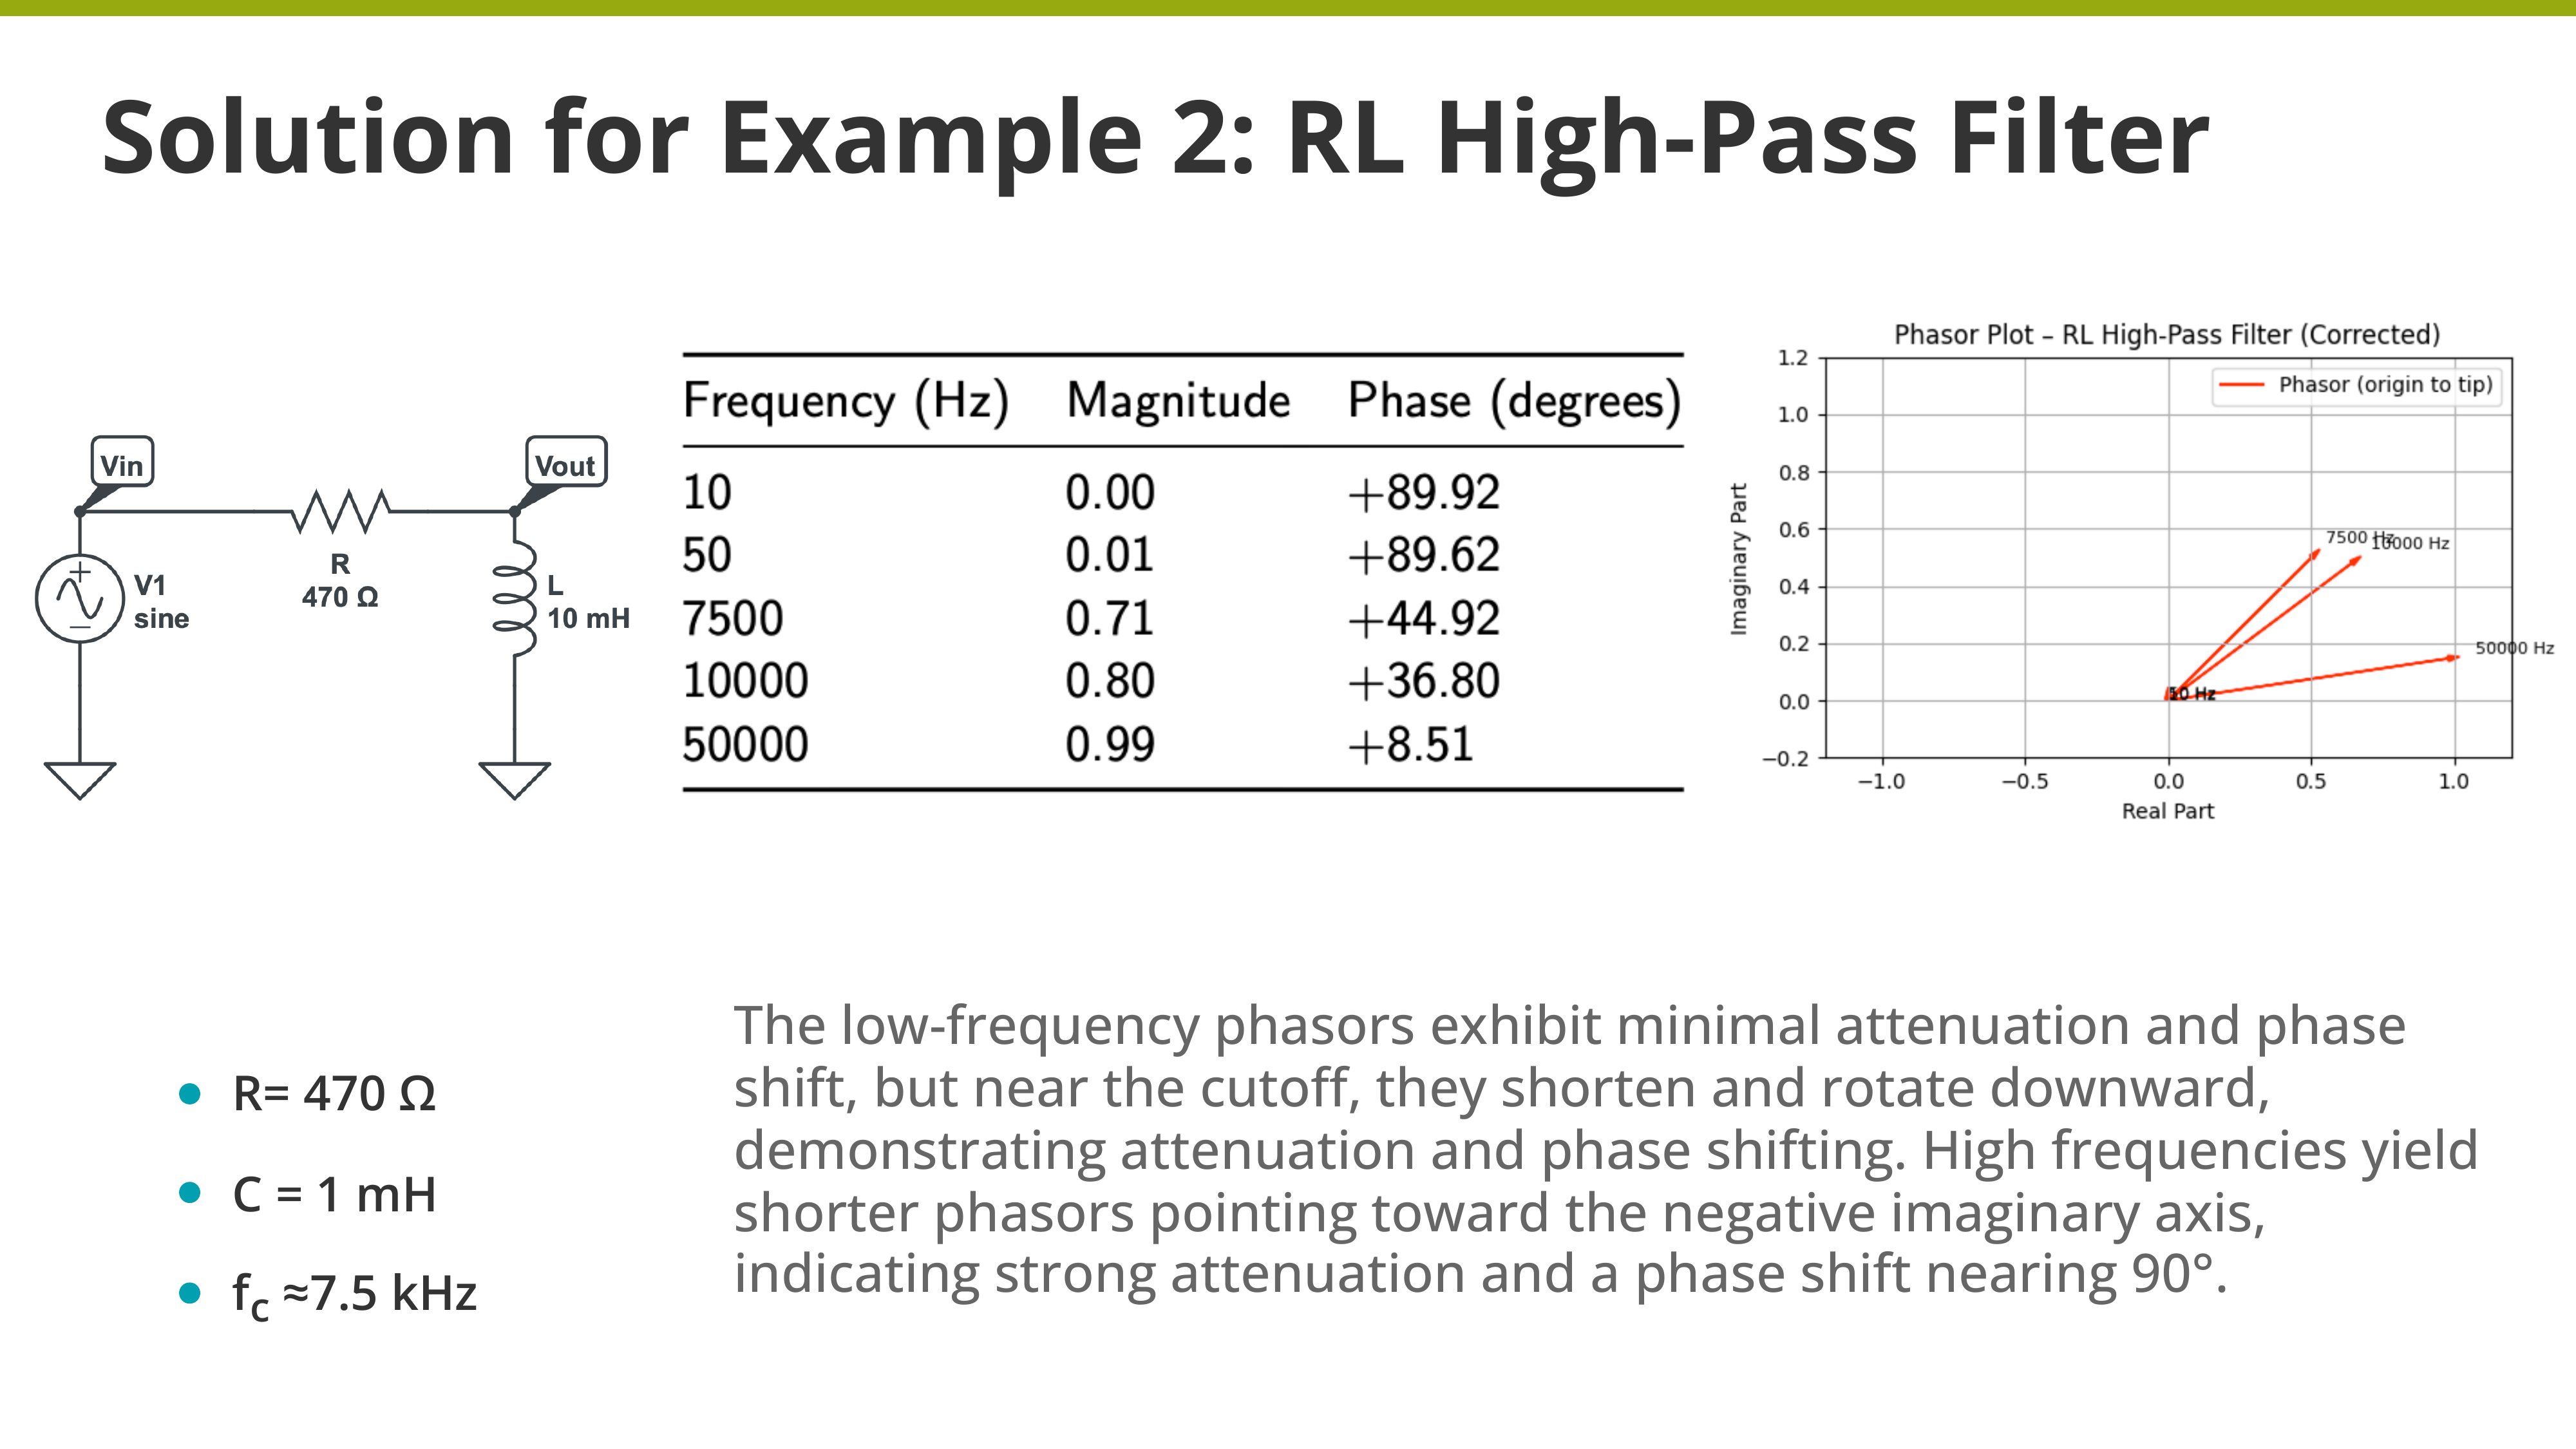 Solution for Example 2: RL High-Pass Filter
Vin
Vout
R
470 Ω
V1
sine
L
10 mH
Frequency (Hz) Magnitude Phase (degrees)
10 0.00 +89.92
50 0.01 +89.62
7500 0.71 +44.92
10000 0.80 +36.80
50000 0.99 +8.51
Phasor Plot – RL High-Pass Filter (Corrected)
Phasor (origin to tip)
1.2
1.0
0.8
0.6
0.4
0.2
0.0
−0.2
Imaginary Part
7500 Hz
10000 Hz
50000 Hz
−1.0 −0.5 0.0 0.5 1.0
Real Part
R= 470 Ω
C = 1 mH
fC ≈7.5 kHz
The low-frequency phasors exhibit minimal attenuation and phase
shift, but near the cutoff, they shorten and rotate downward,
demonstrating attenuation and phase shifting. High frequencies yield
shorter phasors pointing toward the negative imaginary axis,
indicating strong attenuation and a phase shift nearing 90°.